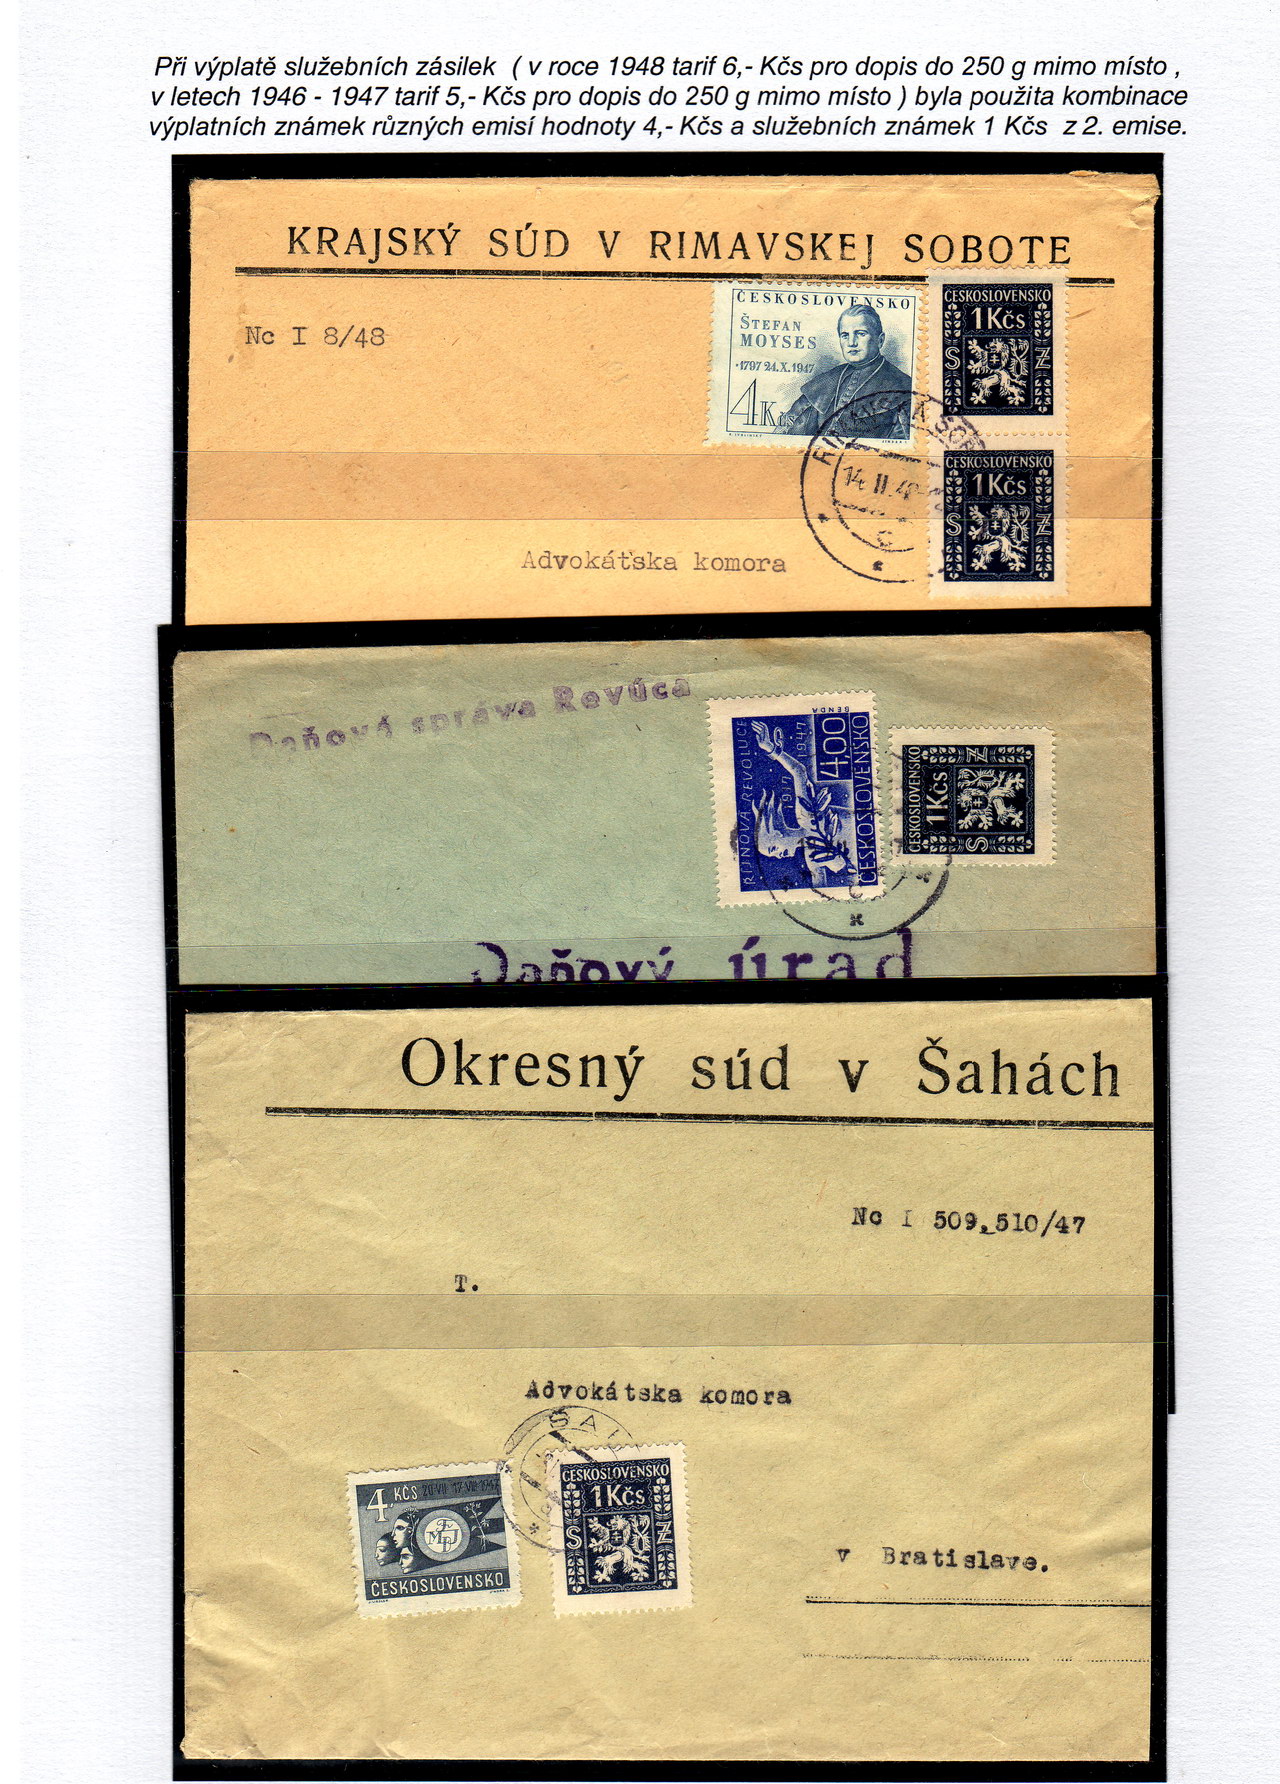 Při výplatě služebních zásilek ( v roce 1948 tarif 6,- Kčs pro dopis do 250 g mimo místo ,
v letech 1946 - 1947 tarif 5,- Kčs pro dopis do 250 g mimo místo ) byla použita kombinace
výplatních známek různých emisí hodnoty 4,- Kčs a služebních známek 1 Kčs z 2. emise.
KRAJSKÝ SÚD V RIMAVSKEJ SOBOTE
Nc I 8/48
ČESKOSLOVENSKO
ŠTEFAN
MOYSES
*1797 24.X.1947
4Kčs
ČESKOSLOVENSKO
1Kčs
S Z
RIMAVSKÁ SOB
14. II. 48
C
ČESKOSLOVENSKO
1Kčs
S Z
Advokátska komora
Daňová správa Revúca
ŘÍJNOVÁ REVOLUCE
1917 1947
4.00
ČESKOSLOVENSKO
ŠENDA
ČESKOSLOVENSKO
1Kčs
S Z
Daňový úrad
Okresný súd v Šahách
Nc I 509,510/47
T.
Advokátska komora
ŠA
4 KČS 20·VII 17·VIII 1947
ČESKOSLOVENSKO
ČESKOSLOVENSKO
1Kčs
S Z
v Bratislave.